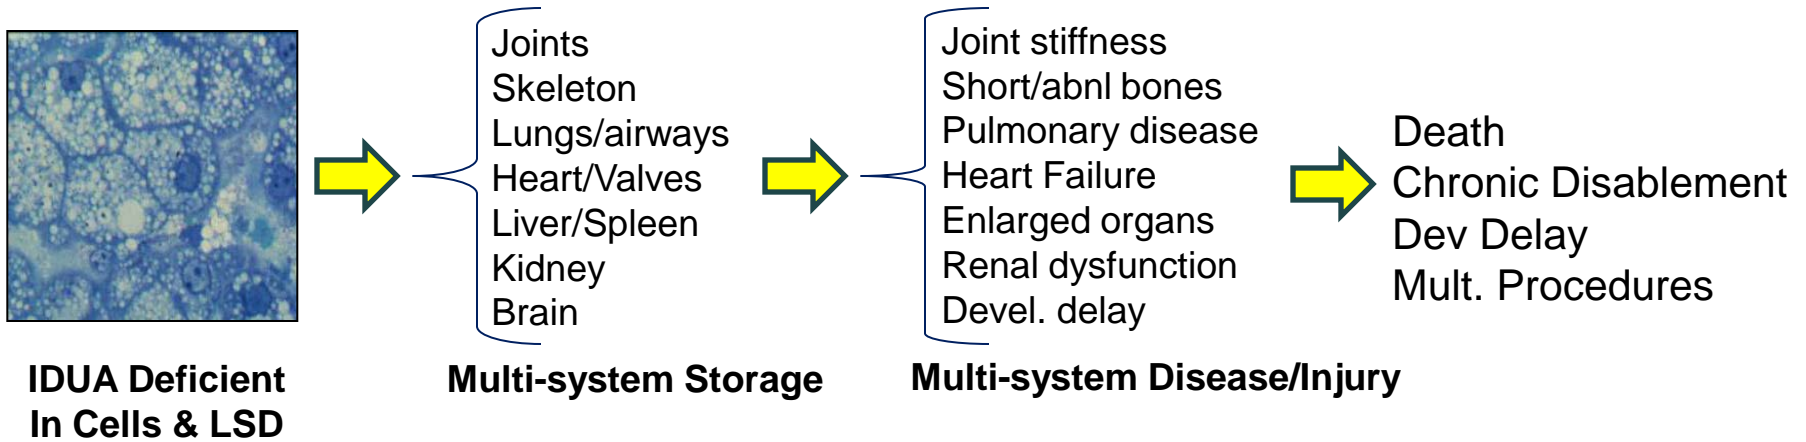 Joints
Skeleton
Lungs/airways
Heart/Valves
Liver/Spleen
Kidney
Brain
Joint stiffness
Short/abnl bones
Pulmonary disease
Heart Failure
Enlarged organs
Renal dysfunction
Devel. delay
Death
Chronic Disablement
Dev Delay
Mult. Procedures
IDUA Deficient
In Cells & LSD
Multi-system Storage
Multi-system Disease/Injury